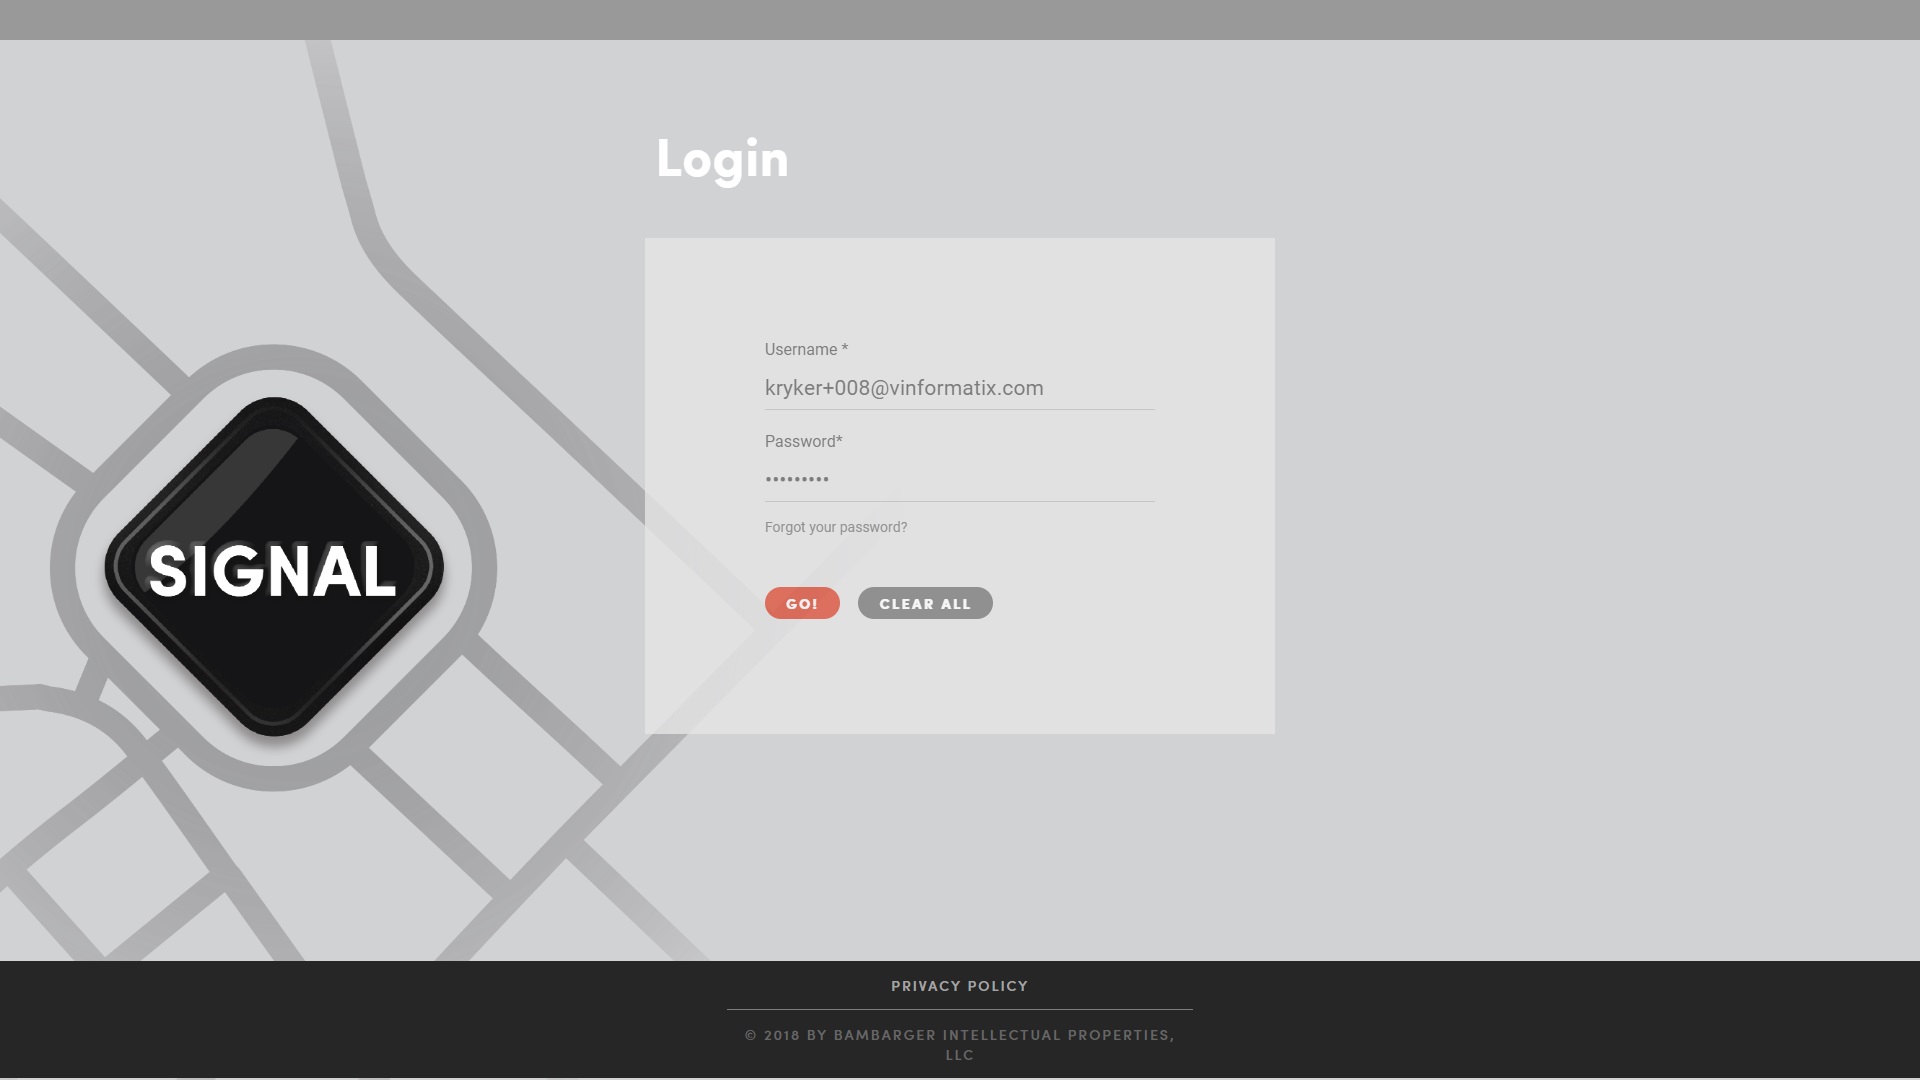 Login
Username *
kryker+008@vinformatix.com
Password*
•••••••••
Forgot your password?
GO!
CLEAR ALL
SIGNAL
PRIVACY POLICY
© 2018 BY BAMBARGER INTELLECTUAL PROPERTIES,
LLC